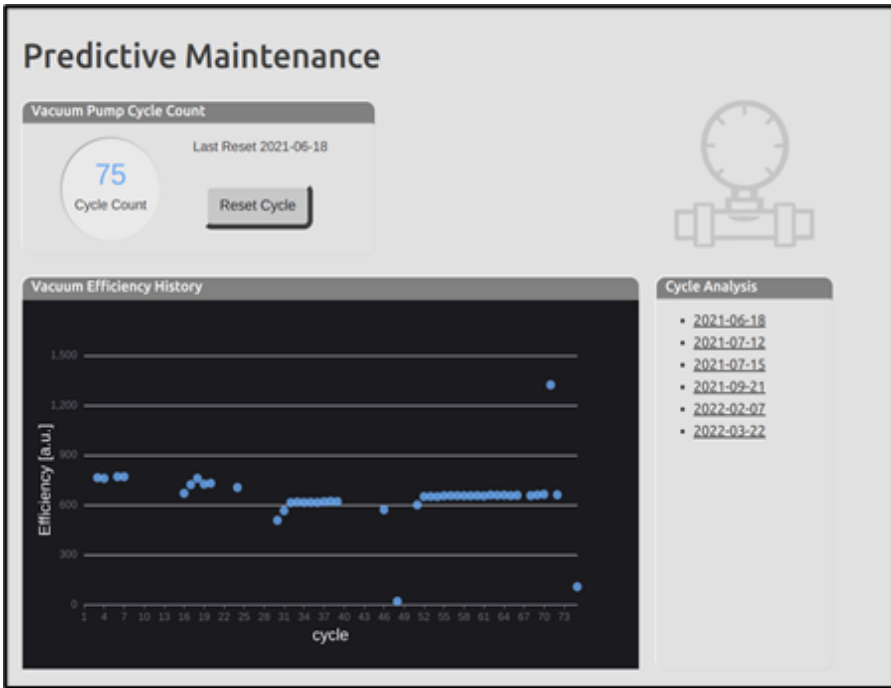 Predictive Maintenance
Vacuum Pump Cycle Count
Last Reset 2021-06-18
75
Cycle Count
Reset Cycle
Vacuum Efficiency History
Cycle Analysis
2021-06-18
2021-07-12
2021-07-15
2021-09-21
2022-02-07
2022-03-22
1,500
1,200
900
600
300
0
Efficiency [a.u.]
1 4 7 10 13 16 19 22 25 28 31 34 37 40 43 46 49 52 55 58 61 64 67 70 73
cycle